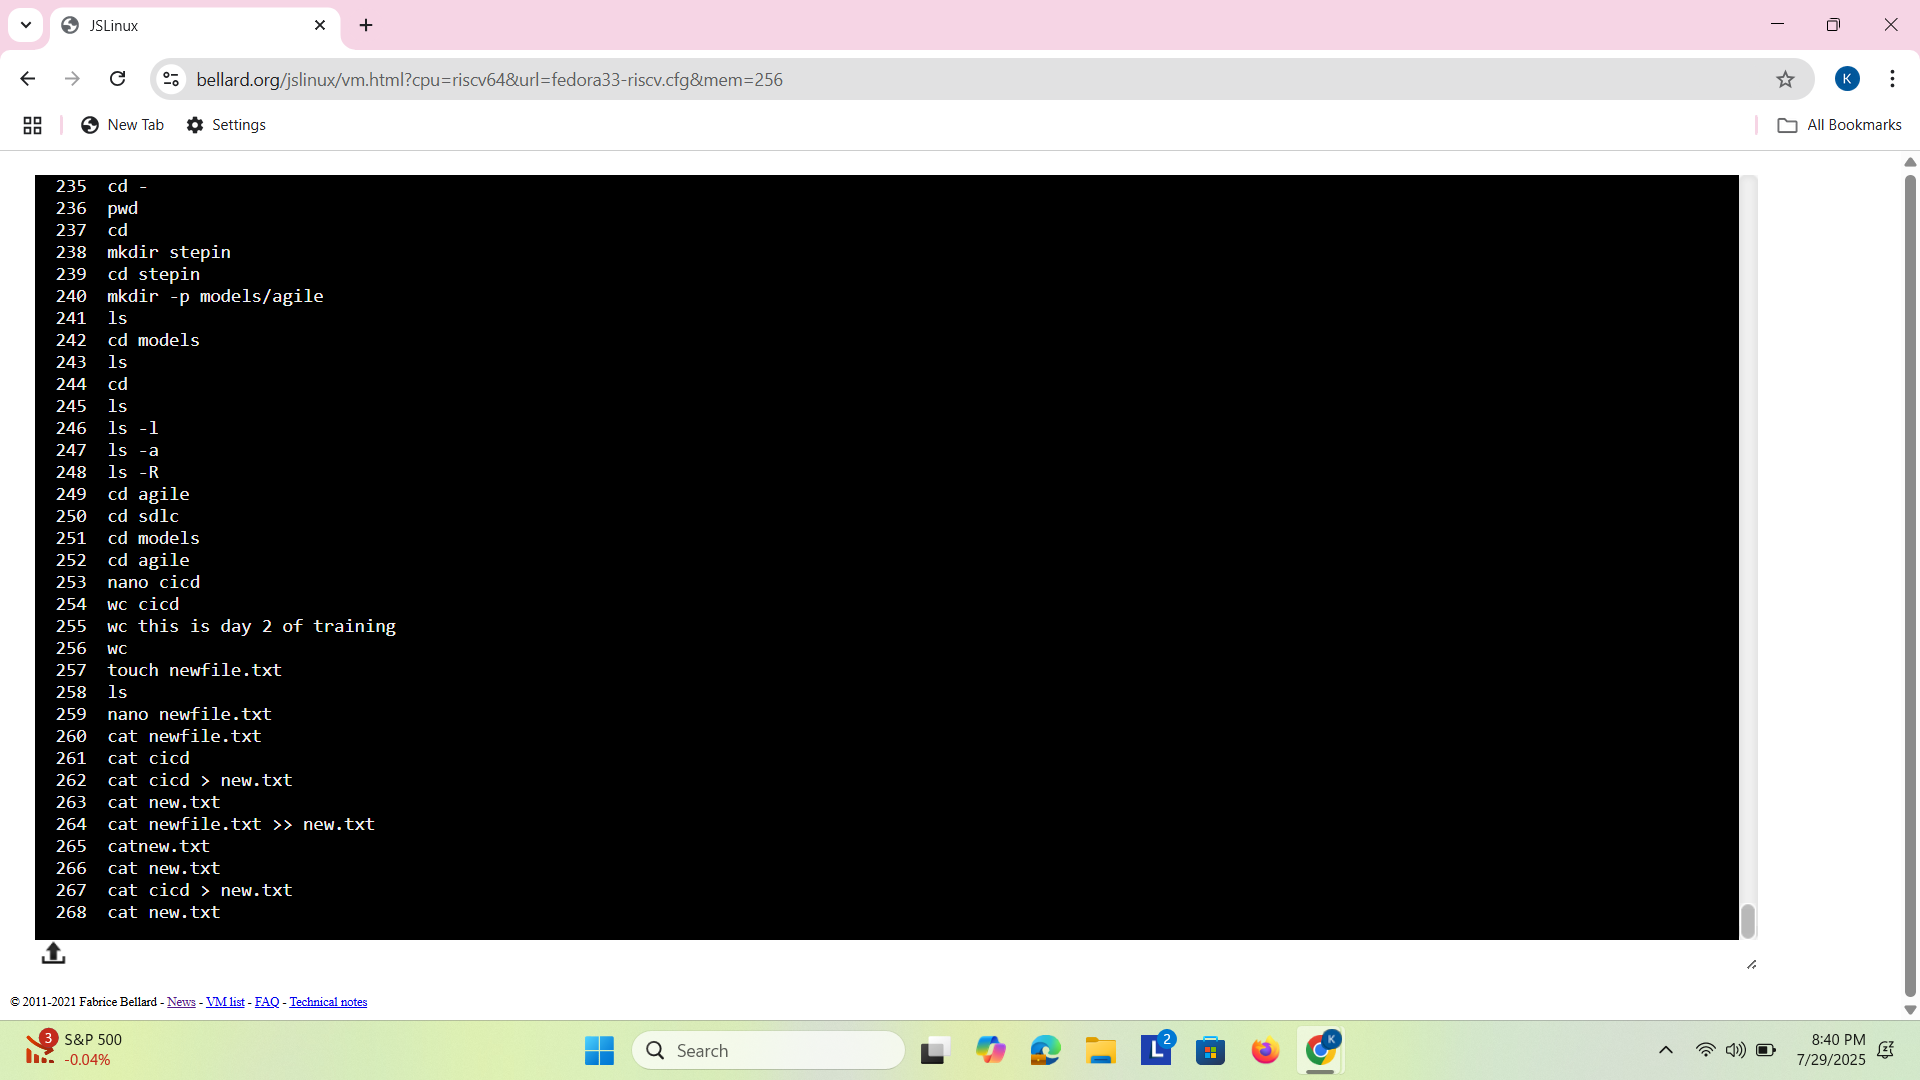 JSLinux
bellard.org/jslinux/vm.html?cpu=riscv64&url=fedora33-riscv.cfg&mem=256
K
New Tab
Settings
All Bookmarks
235 cd -
236 pwd
237 cd
238 mkdir stepin
239 cd stepin
240 mkdir -p models/agile
241 ls
242 cd models
243 ls
244 cd
245 ls
246 ls -l
247 ls -a
248 ls -R
249 cd agile
250 cd sdlc
251 cd models
252 cd agile
253 nano cicd
254 wc cicd
255 wc this is day 2 of training
256 wc
257 touch newfile.txt
258 ls
259 nano newfile.txt
260 cat newfile.txt
261 cat cicd
262 cat cicd > new.txt
263 cat new.txt
264 cat newfile.txt >> new.txt
265 catnew.txt
266 cat new.txt
267 cat cicd > new.txt
268 cat new.txt
© 2011-2021 Fabrice Bellard - News - VM list - FAQ - Technical notes
3
S&P 500
-0.04%
Search
L
2
K
8:40 PM
7/29/2025